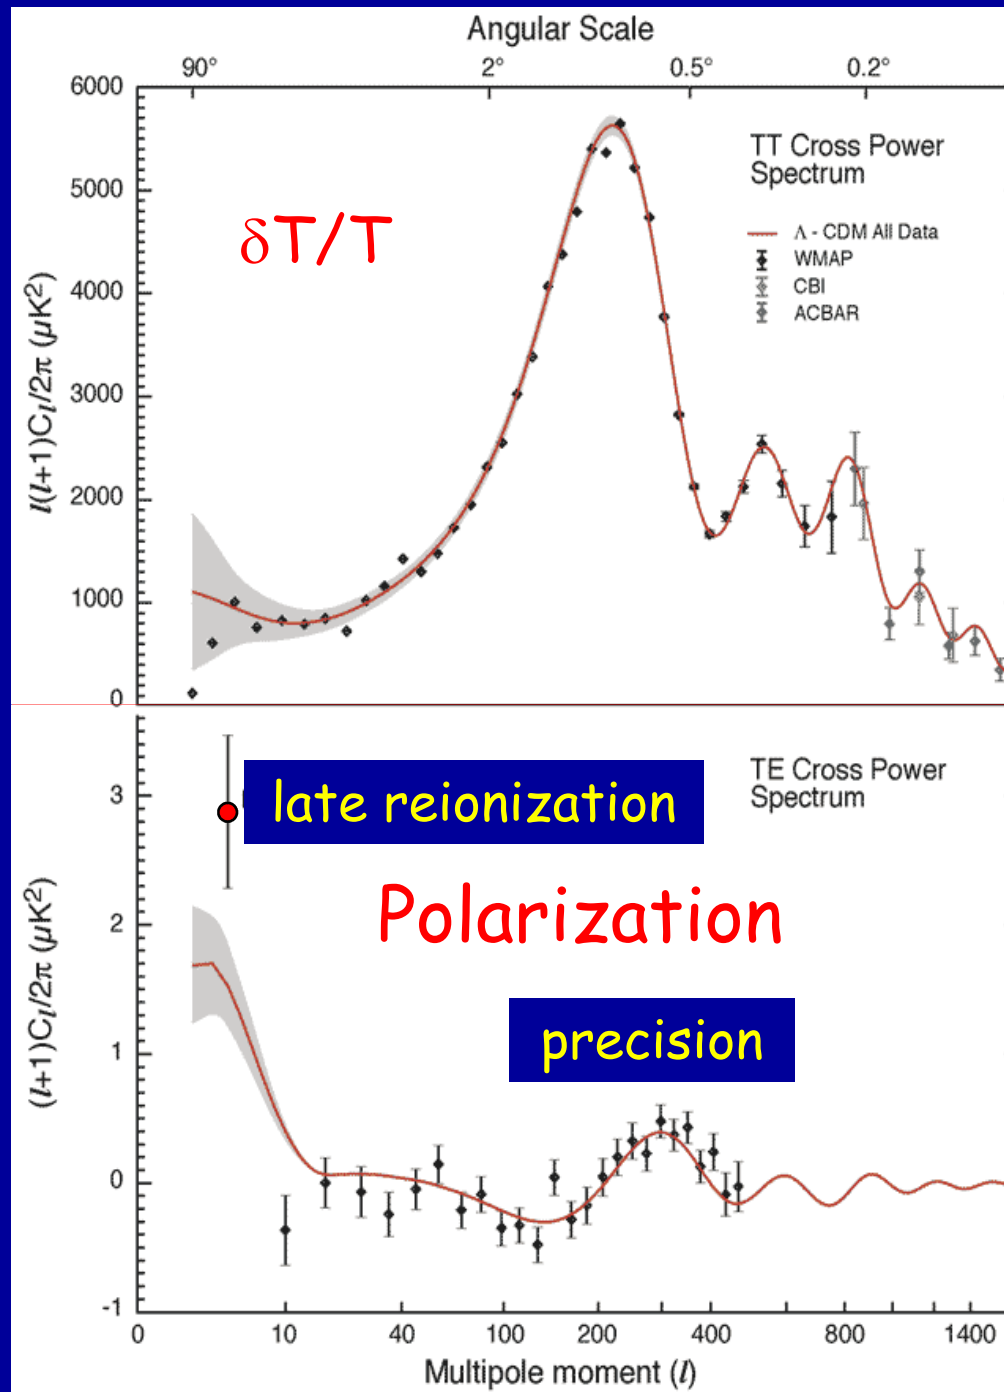 Angular Scale
90° 2° 0.5° 0.2°
6000
5000
4000
3000
2000
1000
0
l(l+1)Cl/2π (μK²)
δT/T
TT Cross Power
Spectrum
Λ - CDM All Data
WMAP
CBI
ACBAR
3
2
1
0
-1
(l+1)Cl/2π (μK²)
late reionization
TE Cross Power
Spectrum
Polarization
precision
0 10 40 100 200 400 800 1400
Multipole moment (l)